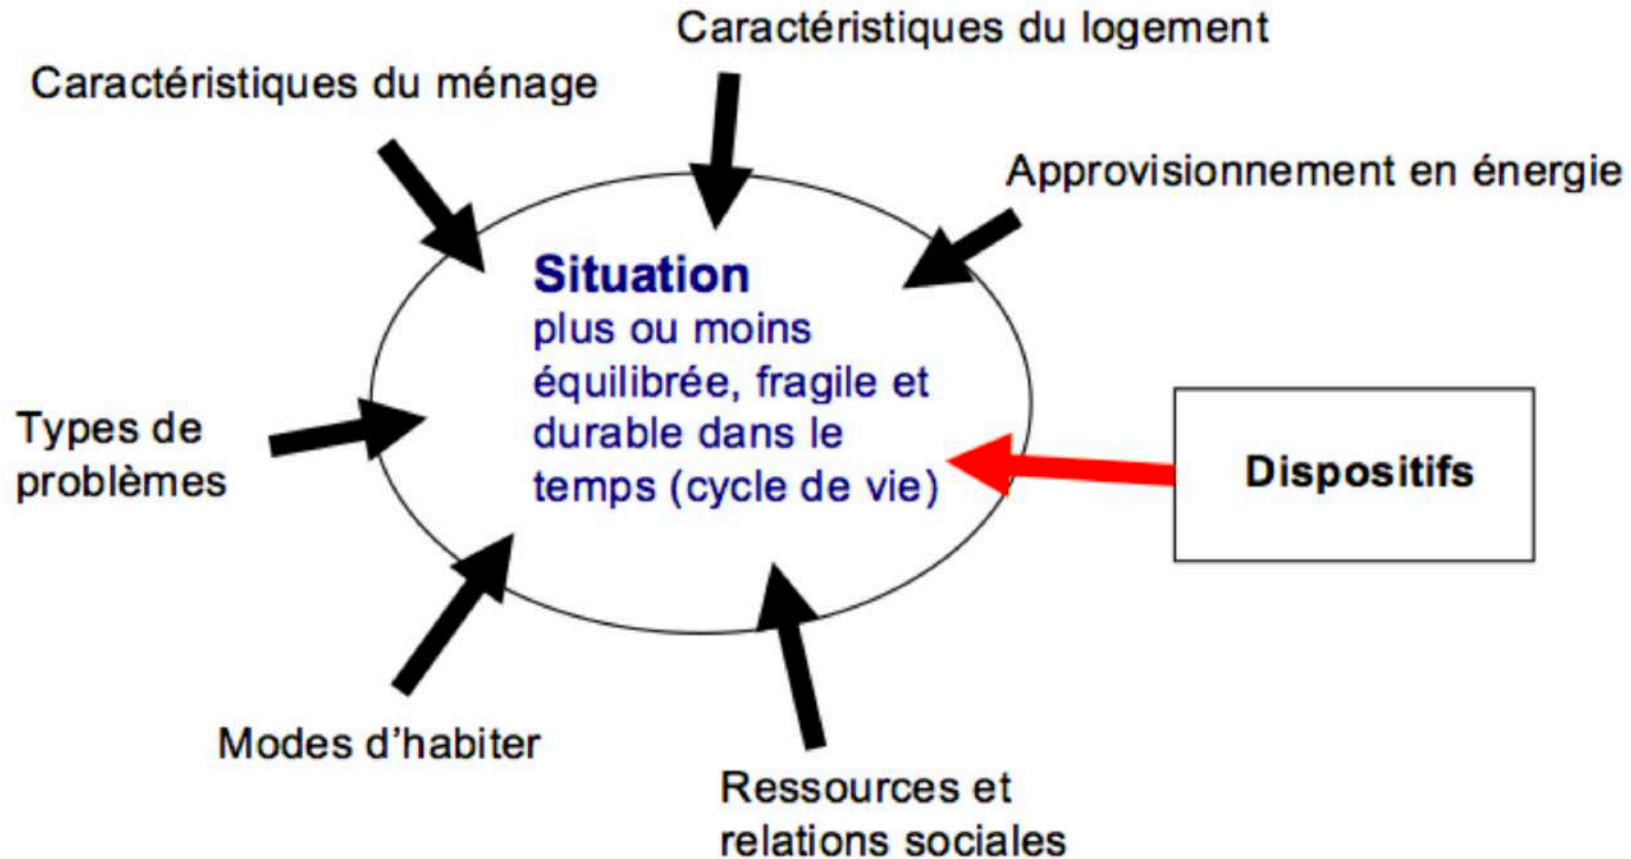 Caractéristiques du logement
Caractéristiques du ménage
Approvisionnement en énergie
Situation
plus ou moins
équilibrée, fragile et
durable dans le
temps (cycle de vie)
Types de
problèmes
Dispositifs
Modes d’habiter
Ressources et
relations sociales